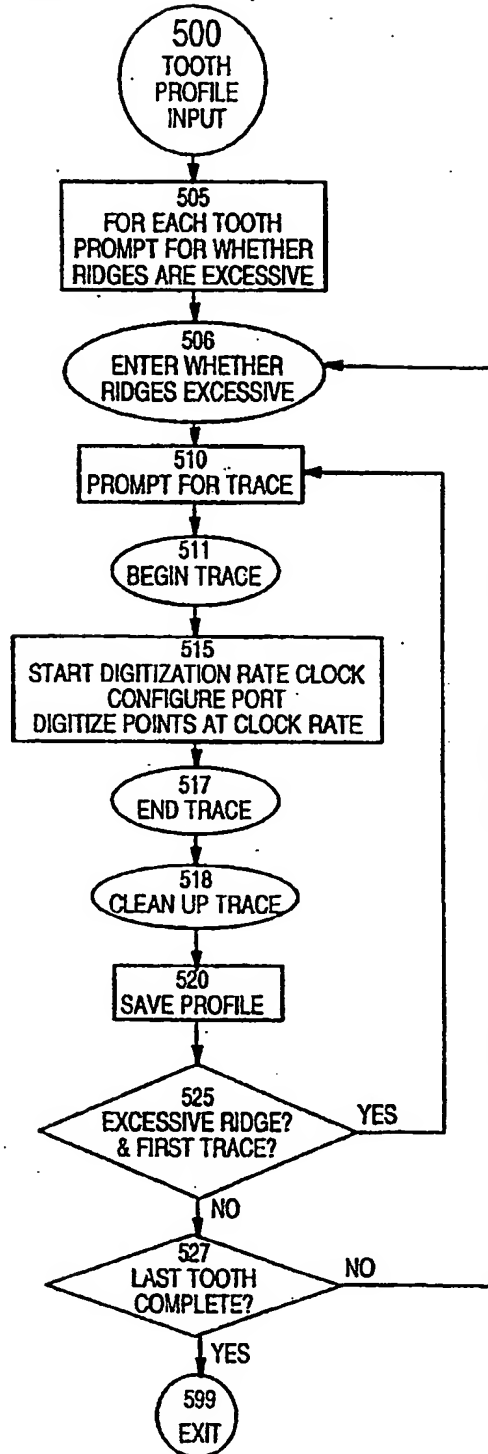 500
TOOTH
PROFILE
INPUT
505
FOR EACH TOOTH
PROMPT FOR WHETHER
RIDGES ARE EXCESSIVE
506
ENTER WHETHER
RIDGES EXCESSIVE
510
PROMPT FOR TRACE
511
BEGIN TRACE
515
START DIGITIZATION RATE CLOCK
CONFIGURE PORT
DIGITIZE POINTS AT CLOCK RATE
517
END TRACE
518
CLEAN UP TRACE
520
SAVE PROFILE
525
EXCESSIVE RIDGE?
& FIRST TRACE?
YES
NO
527
LAST TOOTH
COMPLETE?
NO
YES
599
EXIT